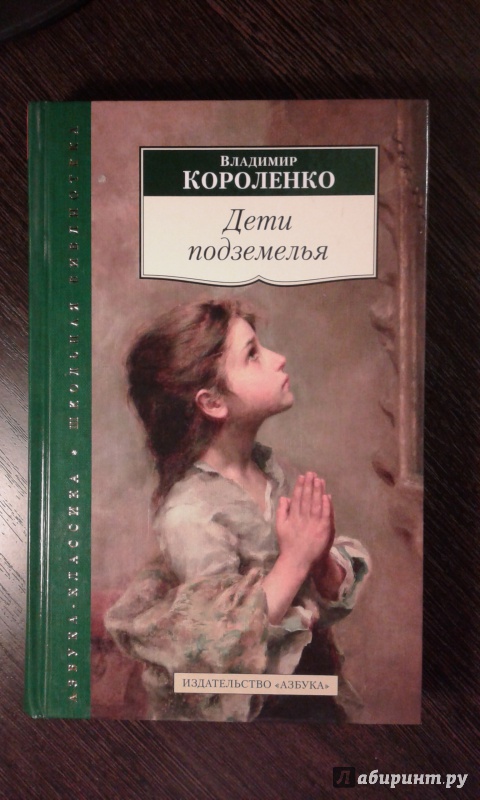 Владимир
КОРОЛЕНКО
Дети
подземелья
АЗБУКА-КЛАССИКА • ШКОЛЬНАЯ БИБЛИОТЕКА
ИЗДАТЕЛЬСТВО «АЗБУКА»
Лабиринт.ру